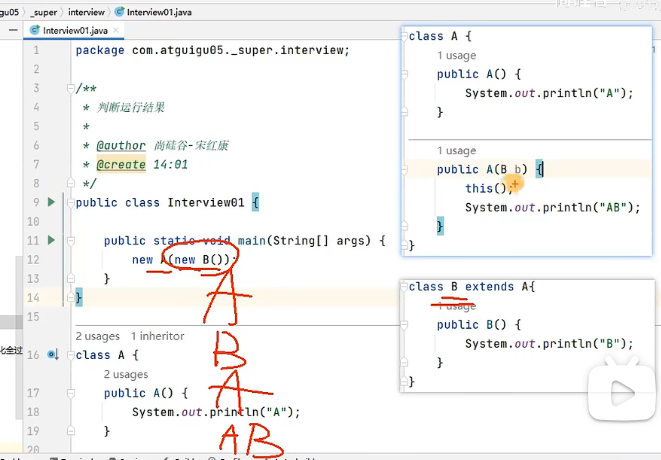 guigu05 _super interview Interview01.java
Interview01.java
1 package com.atguigu05._super.interview;
2
3 /**
4 * 判断运行结果
5 *
6 * @author 尚硅谷-宋红康
7 * @create 14:01
8 */
9 public class Interview01 {
10
11 public static void main(String[] args) {
12 new A(new B());
13 }
14 }
15
2 usages 1 inheritor
16 class A {
2 usages
17 public A() {
18 System.out.println("A");
19 }
20
A
B
A
AB
class A {
1 usage
public A() {
System.out.println("A");
}
1 usage
public A(B b) {
this();
System.out.println("AB");
}
}
class B extends A{
1 usage
public B() {
System.out.println("B");
}
}
化全过